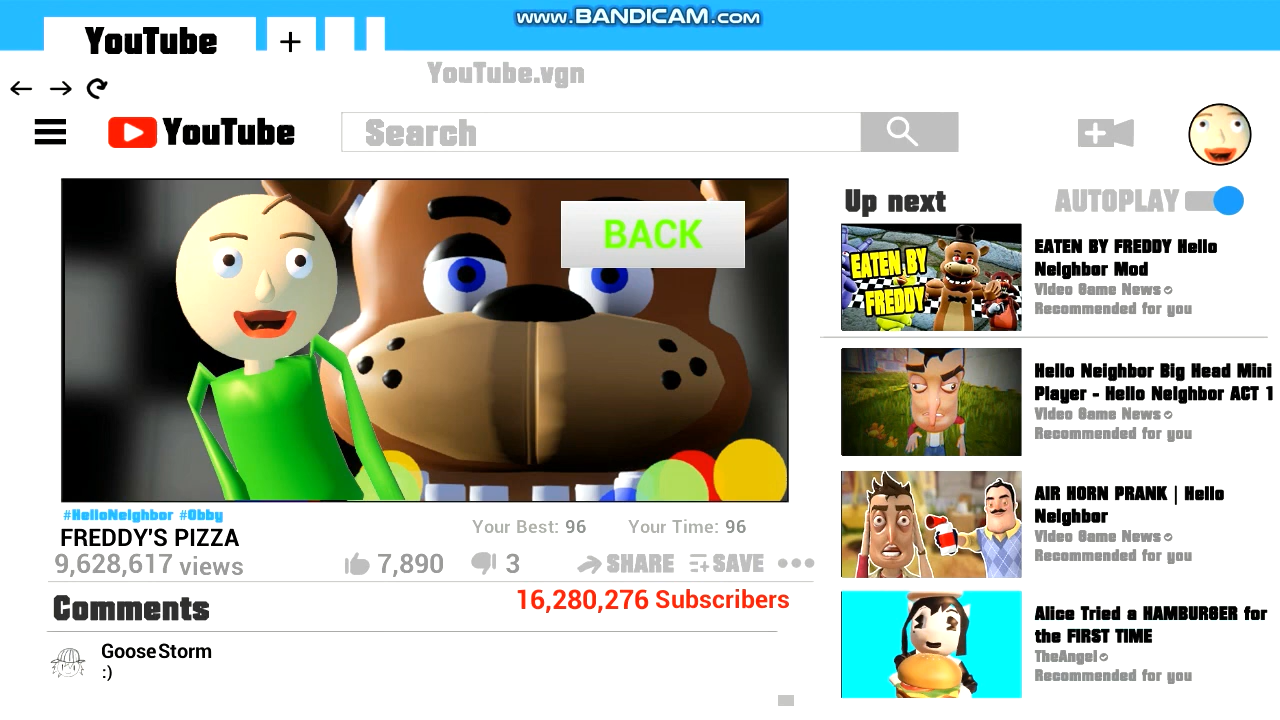 www.BANDICAM.com
YouTube
+
YouTube.vgn
YouTube
Search
BACK
Up next
AUTOPLAY
EATEN BY
FREDDY
EATEN BY FREDDY Hello
Neighbor Mod
Video Game News
Recommended for you
Hello Neighbor Big Head Mini
Player - Hello Neighbor ACT 1
Video Game News
Recommended for you
AIR HORN PRANK | Hello
Neighbor
Video Game News
Recommended for you
Alice Tried a HAMBURGER for
the FIRST TIME
TheAngel
Recommended for you
#HelloNeighbor #Obby
FREDDY'S PIZZA
Your Best: 96 Your Time: 96
9,628,617 views
7,890 3 SHARE SAVE
Comments
16,280,276 Subscribers
GooseStorm
:)